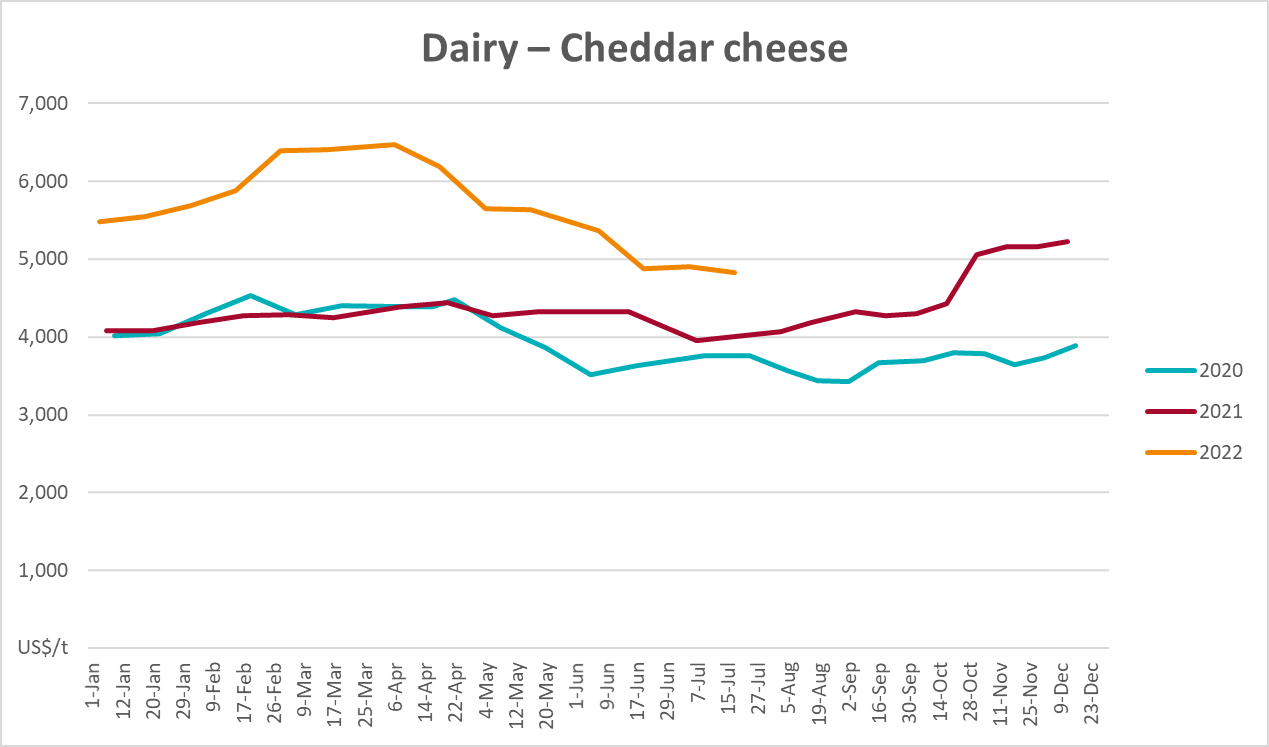 Dairy – Cheddar cheese
7,000
6,000
5,000
4,000
3,000
2,000
1,000
US$/t
1-Jan
12-Jan
20-Jan
29-Jan
9-Feb
17-Feb
26-Feb
9-Mar
17-Mar
25-Mar
6-Apr
14-Apr
22-Apr
4-May
12-May
20-May
1-Jun
9-Jun
17-Jun
29-Jun
7-Jul
15-Jul
27-Jul
5-Aug
19-Aug
2-Sep
16-Sep
30-Sep
14-Oct
28-Oct
11-Nov
25-Nov
9-Dec
23-Dec
2020
2021
2022